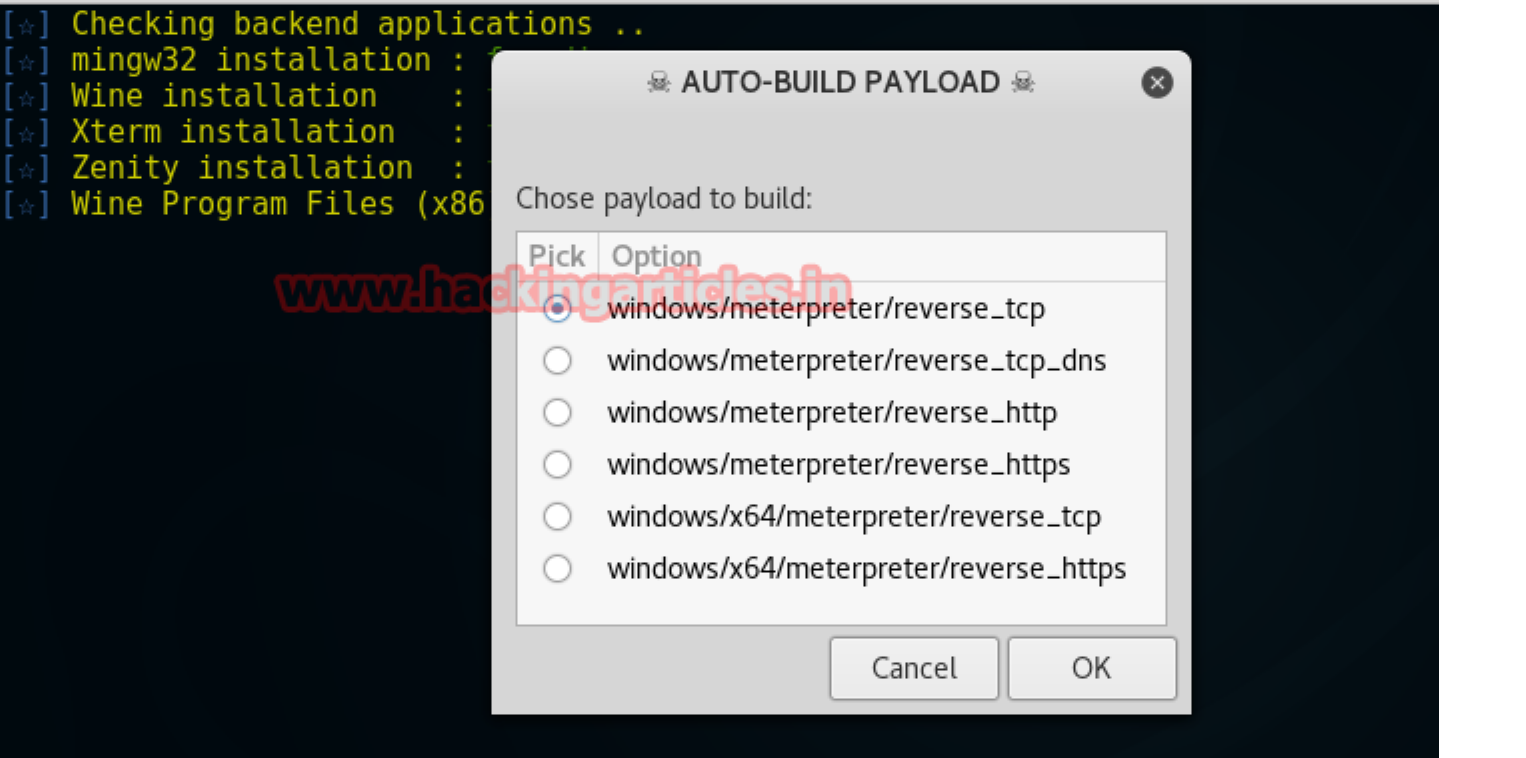 [☆] Checking backend applications ..
[☆] mingw32 installation :
[☆] Wine installation    :
[☆] Xterm installation   :
[☆] Zenity installation  :
[☆] Wine Program Files (x86
☠ AUTO-BUILD PAYLOAD ☠
Chose payload to build:
Pick Option
www.hackingarticles.in
windows/meterpreter/reverse_tcp
windows/meterpreter/reverse_tcp_dns
windows/meterpreter/reverse_http
windows/meterpreter/reverse_https
windows/x64/meterpreter/reverse_tcp
windows/x64/meterpreter/reverse_https
Cancel OK